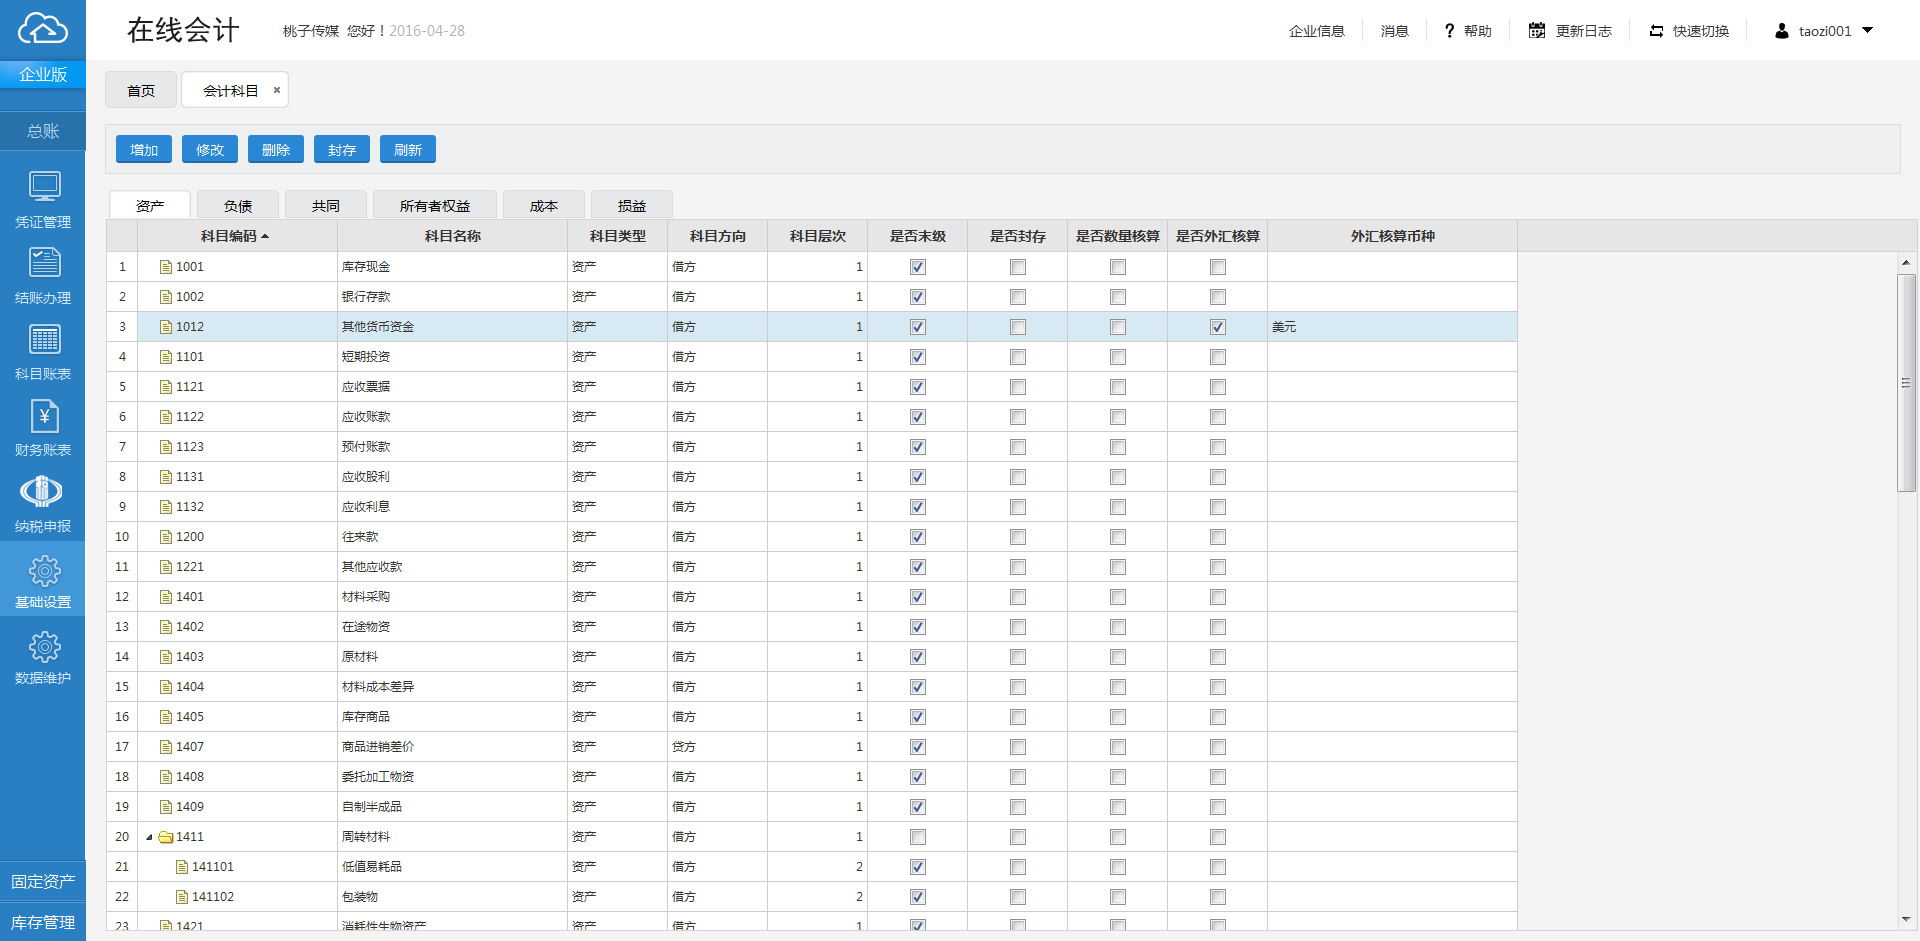 在线会计 桃子传媒 您好！2016-04-28 企业信息 消息 ? 帮助 更新日志 快速切换 taozi001
企业版
总账
凭证管理
结账办理
科目账表
¥
财务账表
纳税申报
基础设置
数据维护
固定资产
库存管理
首页 会计科目 ×
增加 修改 删除 封存 刷新
资产 负债 共同 所有者权益 成本 损益
科目编码 科目名称 科目类型 科目方向 科目层次 是否末级 是否封存 是否数量核算 是否外汇核算 外汇核算币种
1 1001 库存现金 资产 借方 1
2 1002 银行存款 资产 借方 1
3 1012 其他货币资金 资产 借方 1 美元
4 1101 短期投资 资产 借方 1
5 1121 应收票据 资产 借方 1
6 1122 应收账款 资产 借方 1
7 1123 预付账款 资产 借方 1
8 1131 应收股利 资产 借方 1
9 1132 应收利息 资产 借方 1
10 1200 往来款 资产 借方 1
11 1221 其他应收款 资产 借方 1
12 1401 材料采购 资产 借方 1
13 1402 在途物资 资产 借方 1
14 1403 原材料 资产 借方 1
15 1404 材料成本差异 资产 借方 1
16 1405 库存商品 资产 借方 1
17 1407 商品进销差价 资产 贷方 1
18 1408 委托加工物资 资产 借方 1
19 1409 自制半成品 资产 借方 1
20 1411 周转材料 资产 借方 1
21 141101 低值易耗品 资产 借方 2
22 141102 包装物 资产 借方 2
23 1421 消耗性生物资产 资产 借方 1